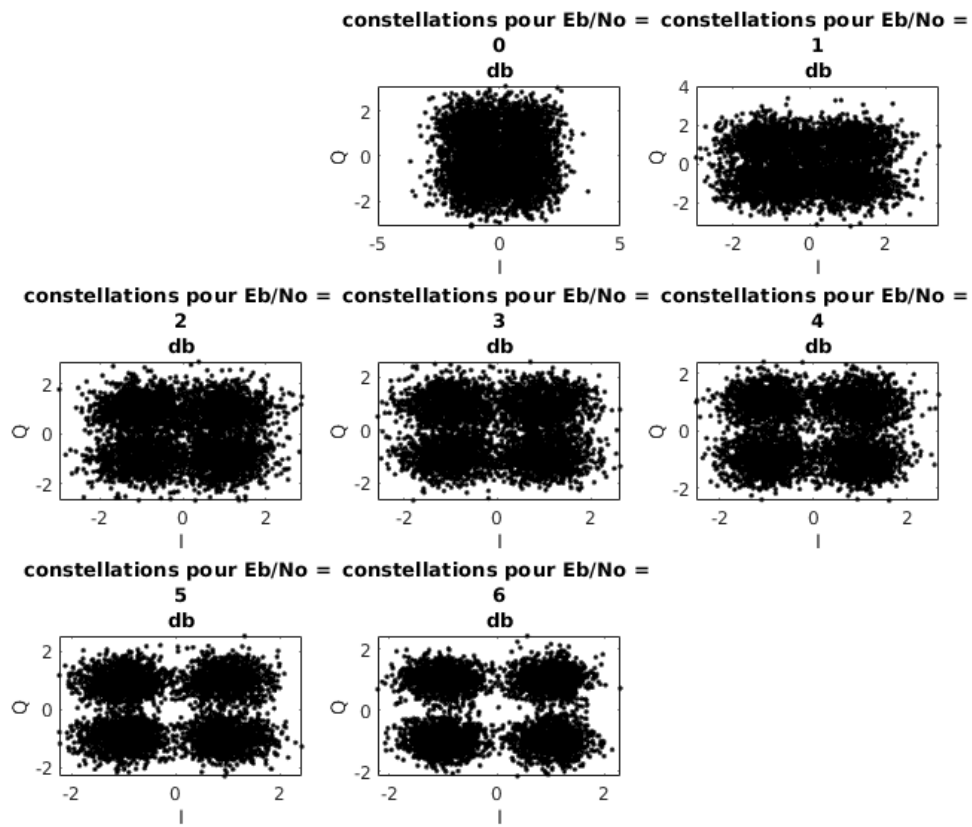 constellations pour Eb/No =
0
db
Q
2
0
-2
-5
0
5
I
constellations pour Eb/No =
1
db
Q
4
2
0
-2
-2
0
2
I
constellations pour Eb/No =
2
db
Q
2
0
-2
-2
0
2
I
constellations pour Eb/No =
3
db
Q
2
0
-2
-2
0
2
I
constellations pour Eb/No =
4
db
Q
2
0
-2
-2
0
2
I
constellations pour Eb/No =
5
db
Q
2
0
-2
-2
0
2
I
constellations pour Eb/No =
6
db
Q
2
0
-2
-2
0
2
I